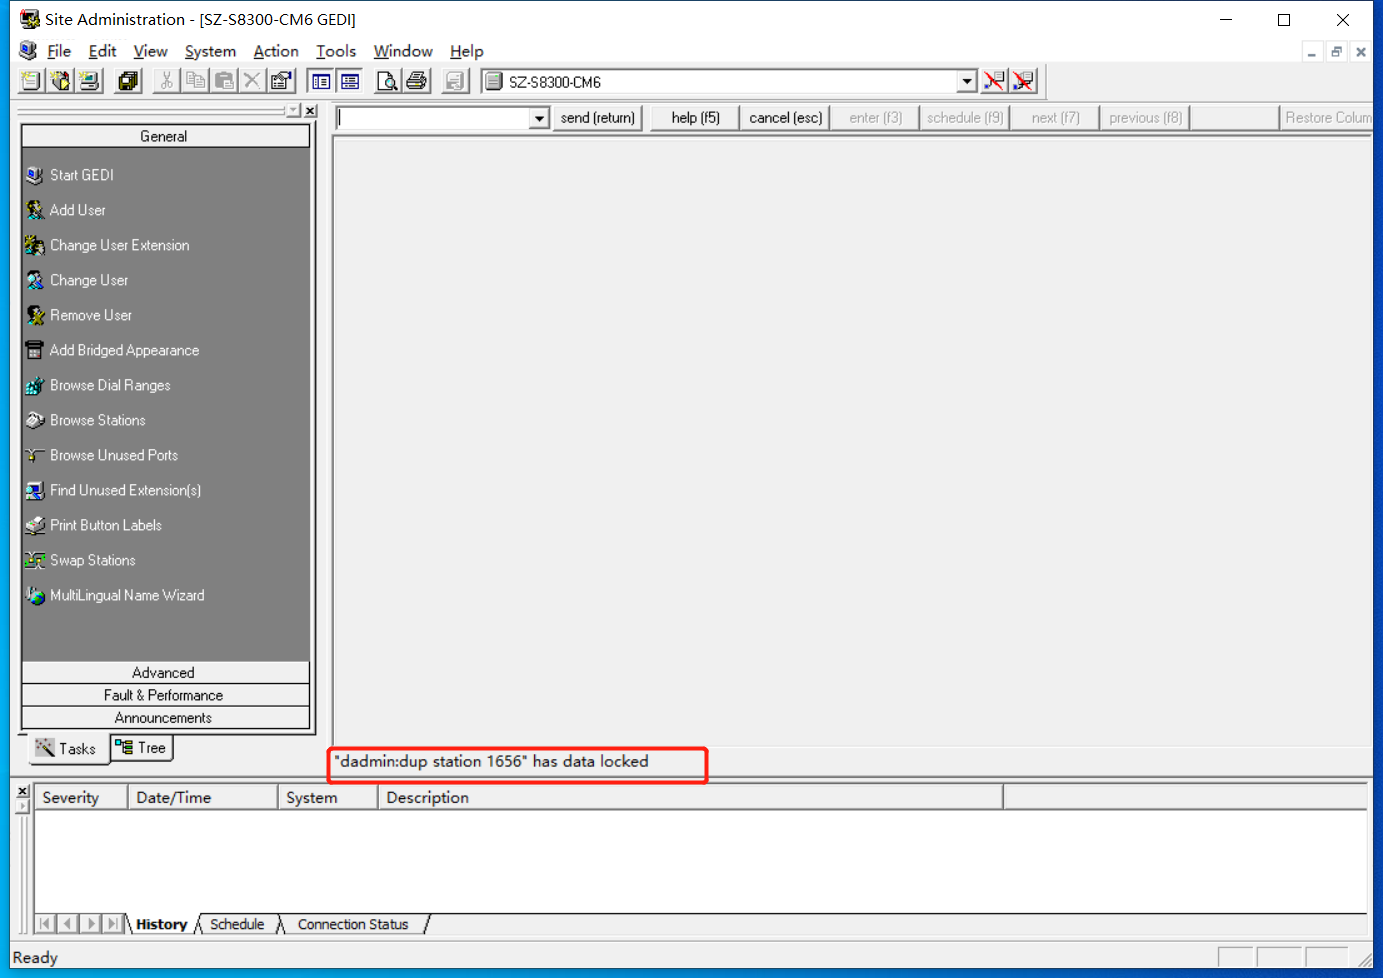 Site Administration - [SZ-S8300-CM6 GEDI]
File Edit View System Action Tools Window Help
SZ-S8300-CM6
send (return) help (f5) cancel (esc) enter (f3) schedule (f9) next (f7) previous (f8) Restore Colum
General
Start GEDI
Add User
Change User Extension
Change User
Remove User
Add Bridged Appearance
Browse Dial Ranges
Browse Stations
Browse Unused Ports
Find Unused Extension(s)
Print Button Labels
Swap Stations
MultiLingual Name Wizard
Advanced
Fault & Performance
Announcements
Tasks Tree
"dadmin:dup station 1656" has data locked
Severity Date/Time System Description
History Schedule Connection Status
Ready